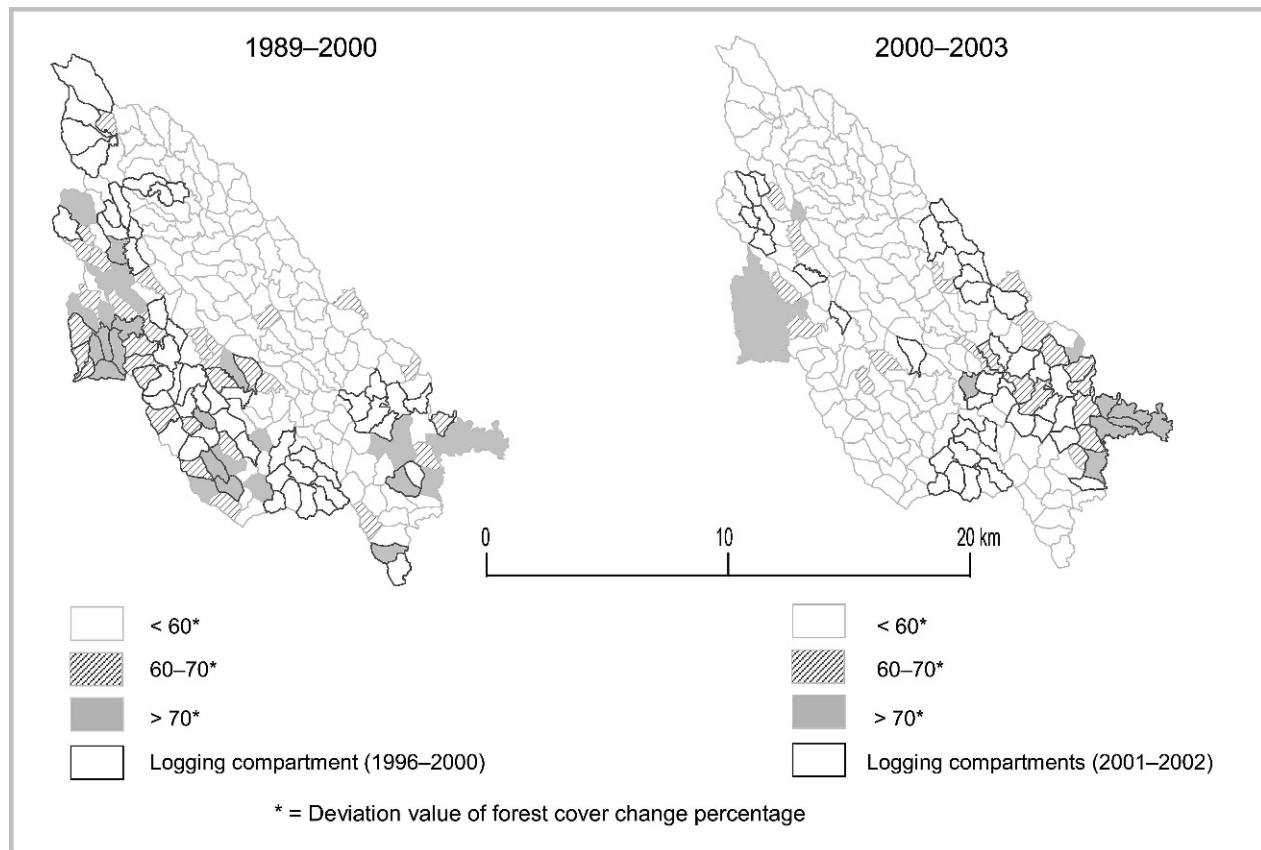 1989–2000
2000–2003
0 10 20 km
< 60*
60–70*
> 70*
Logging compartment (1996–2000)
< 60*
60–70*
> 70*
Logging compartments (2001–2002)
* = Deviation value of forest cover change percentage